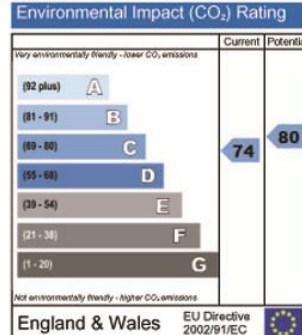 Environmental Impact (CO₂) Rating
Current Potentia
Very environmentally friendly - lower CO₂ emissions
(92 plus) A
(81 - 91) B
(69 - 80) C
(55 - 68) D
(39 - 54) E
(21 - 38) F
(1 - 20) G
74
80
Not environmentally friendly - higher CO₂ emissions
England & Wales
EU Directive
2002/91/EC